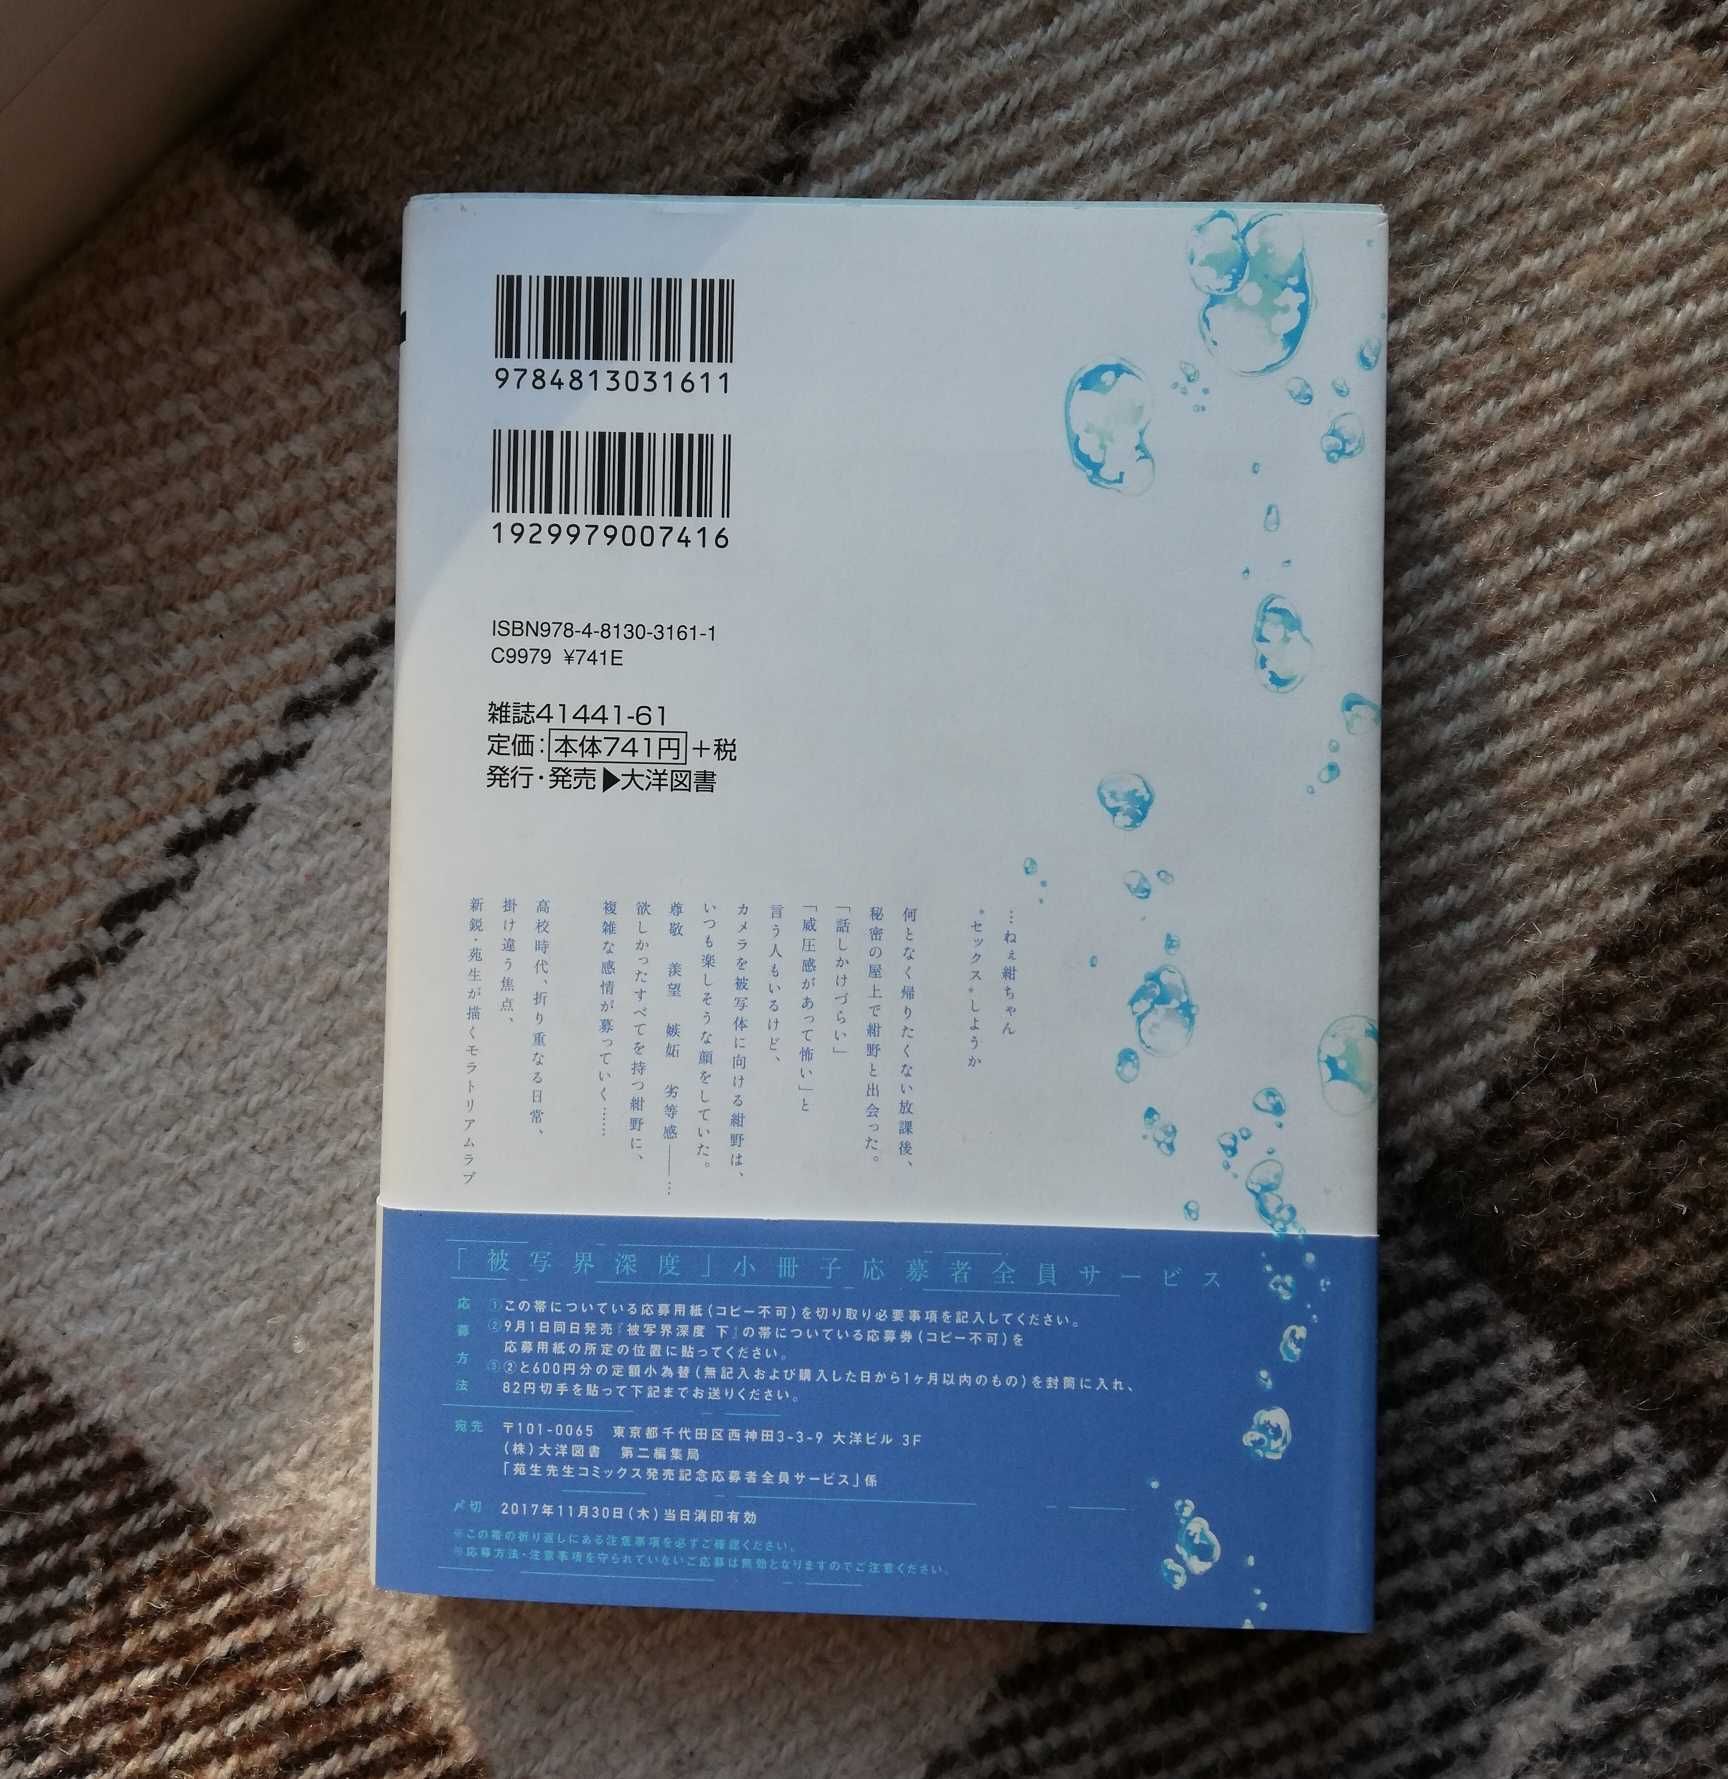 9784813031611
1929979007416
ISBN978-4-8130-3161-1
C9979 ¥741E
雑誌41441-61
定価：本体741円＋税
発行・発売▶大洋図書
…ねぇ紺ちゃん
“セックス”しようか
何となく帰りたくない放課後、
秘密の屋上で紺野と出会った。
「話しかけづらい」
「威圧感があって怖い」と
言う人もいるけど、
カメラを被写体に向ける紺野は、
いつも楽しそうな顔をしていた。
尊敬 羨望 嫉妬 劣等感――…
欲しかったすべてを持つ紺野に、
複雑な感情が募っていく……
高校時代、折り重なる日常、
掛け違う焦点、
新鋭・苑生が描くモラトリアムラブ
「被写界深度」小冊子応募者全員サービス
応募方法
①この帯についている応募用紙（コピー不可）を切り取り必要事項を記入してください。
②9月1日同日発売『被写界深度 下』の帯についている応募券（コピー不可）を
応募用紙の所定の位置に貼ってください。
③②と600円分の定額小為替（無記入および購入した日から1ヶ月以内のもの）を封筒に入れ、
82円切手を貼って下記までお送りください。
宛先 〒101-0065 東京都千代田区西神田3-3-9 大洋ビル 3F
（株）大洋図書 第二編集局
「苑生先生コミックス発売記念応募者全員サービス」係
〆切 2017年11月30日（木）当日消印有効
※この帯の折り返しにある注意事項を必ずご確認ください。
※応募方法・注意事項を守られていないご応募は無効となりますのでご注意ください。